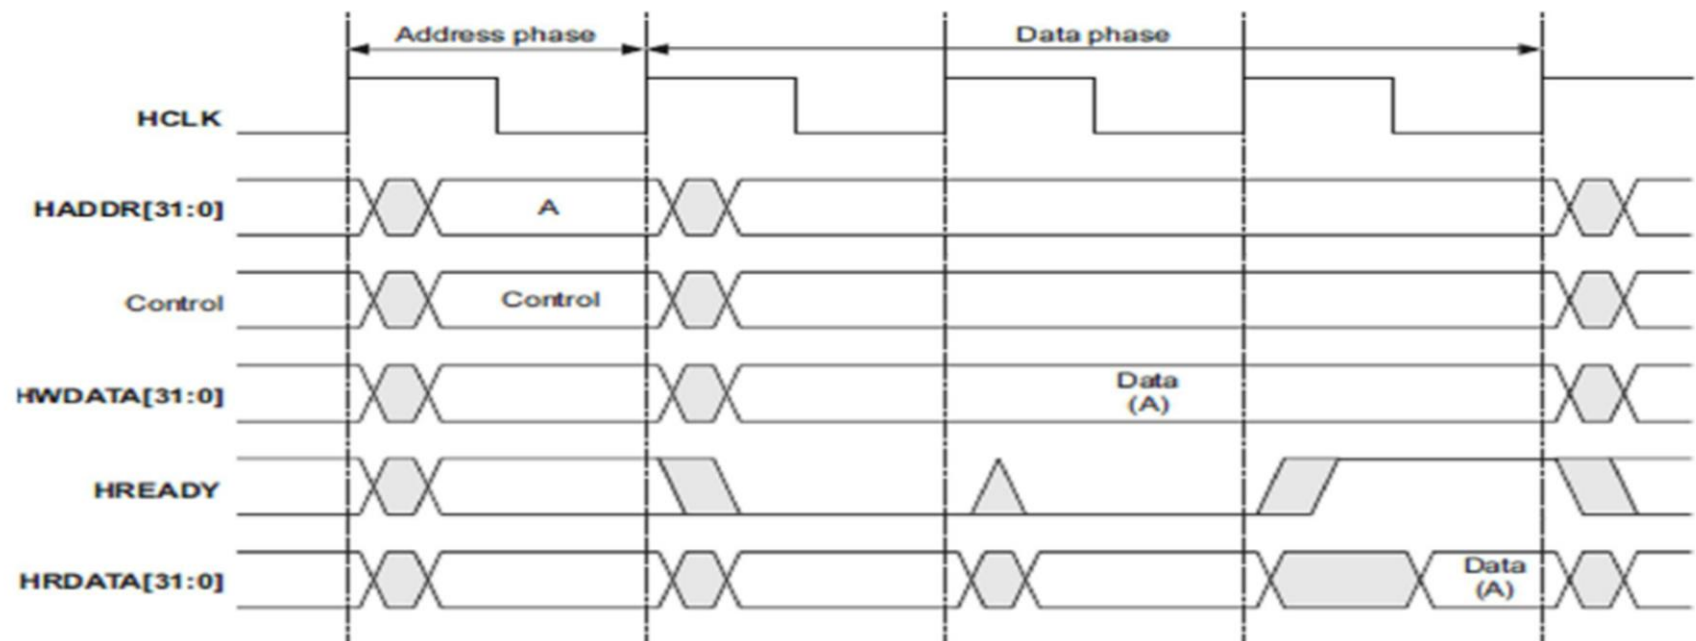 Address phase
Data phase
HCLK
HADDR[31:0]
A
Control
Control
HWDATA[31:0]
Data
(A)
HREADY
HRDATA[31:0]
Data
(A)